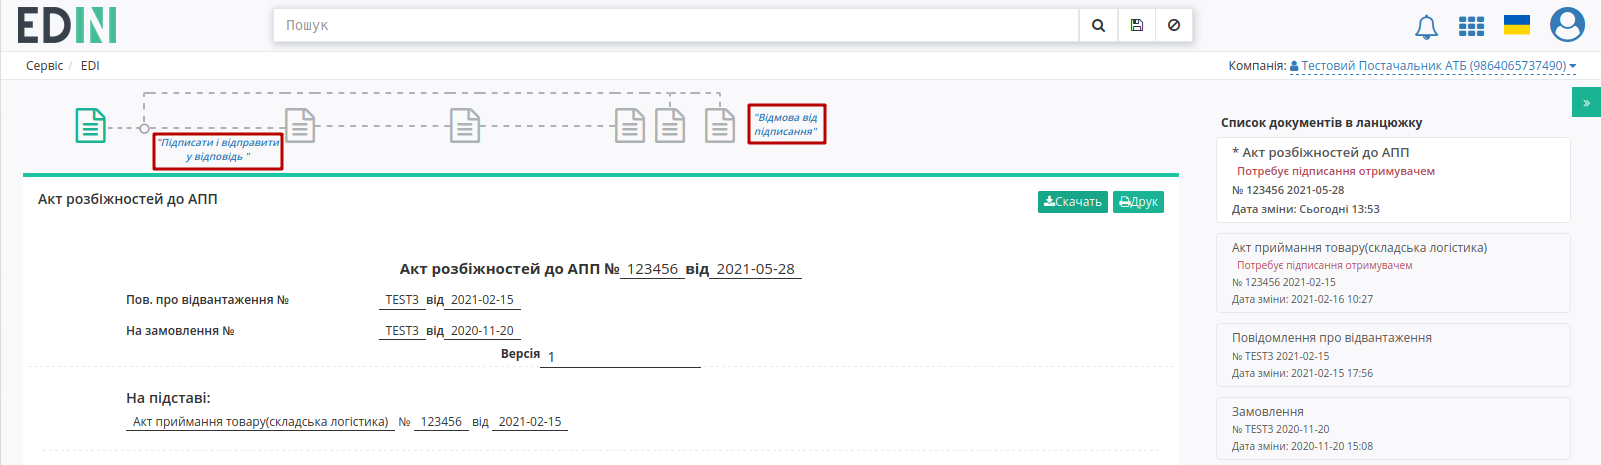 EDIN
Пошук
Сервіс / EDI
Компанія: Тестовий Постачальник АТБ (9864065737490)
"Підписати і відправити
у відповідь "
"Відмова від
підписання"
»
Акт розбіжностей до АПП
Скачать
Друк
Акт розбіжностей до АПП № 123456 від 2021-05-28
Пов. про відвантаження № TEST3 від 2021-02-15
На замовлення № TEST3 від 2020-11-20
Версія 1
На підставі:
Акт приймання товару(складська логістика) № 123456 від 2021-02-15
Список документів в ланцюжку
* Акт розбіжностей до АПП
Потребує підписання отримувачем
№ 123456 2021-05-28
Дата зміни: Сьогодні 13:53
Акт приймання товару(складська логістика)
Потребує підписання отримувачем
№ 123456 2021-02-15
Дата зміни: 2021-02-16 10:27
Повідомлення про відвантаження
№ TEST3 2021-02-15
Дата зміни: 2021-02-15 17:56
Замовлення
№ TEST3 2020-11-20
Дата зміни: 2020-11-20 15:08